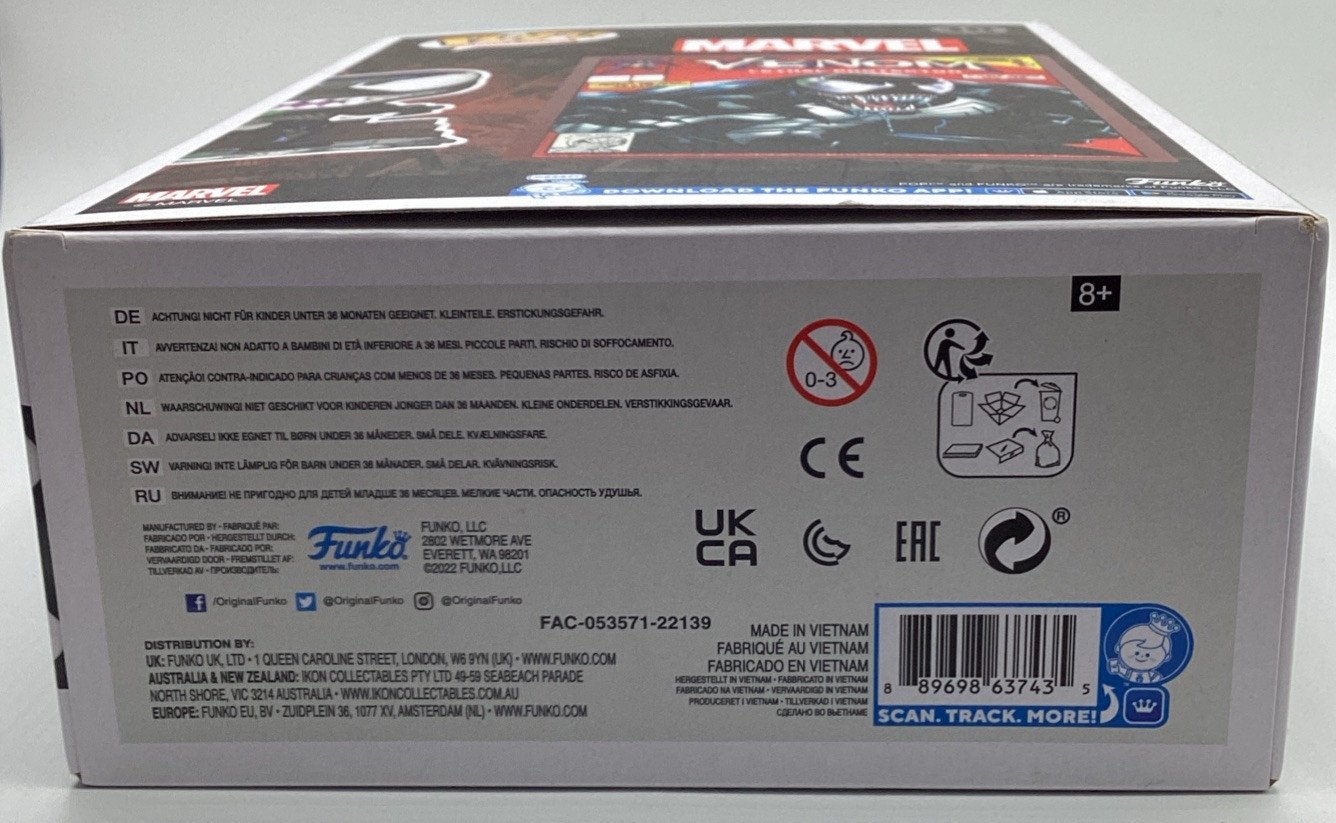 MARVEL
VENOM
LETHAL PROTECTOR
MARVEL
© MARVEL
DOWNLOAD THE FUNKO APP!
Funko
8+
DE ACHTUNG! NICHT FÜR KINDER UNTER 36 MONATEN GEEIGNET. KLEINTEILE. ERSTICKUNGSGEFAHR.
IT AVVERTENZA! NON ADATTO A BAMBINI DI ETÀ INFERIORE A 36 MESI. PICCOLE PARTI. RISCHIO DI SOFFOCAMENTO.
PO ATENÇÃO! CONTRA-INDICADO PARA CRIANÇAS COM MENOS DE 36 MESES. PEQUENAS PARTES. RISCO DE ASFIXIA.
NL WAARSCHUWING! NIET GESCHIKT VOOR KINDEREN JONGER DAN 36 MAANDEN. KLEINE ONDERDELEN. VERSTIKKINGSGEVAAR.
DA ADVARSEL! IKKE EGNET TIL BØRN UNDER 36 MÅNEDER. SMÅ DELE. KVÆLNINGSFARE.
SW VARNING! INTE LÄMPLIG FÖR BARN UNDER 36 MÅNADER. SMÅ DELAR. KVÄVNINGSRISK.
RU ВНИМАНИЕ! НЕ ПРИГОДНО ДЛЯ ДЕТЕЙ МЛАДШЕ 36 МЕСЯЦЕВ. МЕЛКИЕ ЧАСТИ. ОПАСНОСТЬ УДУШЬЯ.
0-3
CE
UK
CA
EAC
®
MANUFACTURED BY • FABRIQUÉ PAR:
FABRICADO POR • HERGESTELLT DURCH:
FABBRICATO DA • FABRICADO POR:
VERVAARDIGD DOOR • FREMSTILLET AF:
TILLVERKAD AV • ПРОИЗВОДИТЕЛЬ:
Funko
www.funko.com
FUNKO, LLC
2802 WETMORE AVE
EVERETT, WA 98201
©2022 FUNKO,LLC
/OriginalFunko @OriginalFunko @OriginalFunko
FAC-053571-22139
DISTRIBUTION BY:
UK: FUNKO UK, LTD • 1 QUEEN CAROLINE STREET, LONDON, W6 9YN (UK) • WWW.FUNKO.COM
AUSTRALIA & NEW ZEALAND: IKON COLLECTABLES PTY LTD 49-59 SEABEACH PARADE
NORTH SHORE, VIC 3214 AUSTRALIA • WWW.IKONCOLLECTABLES.COM.AU
EUROPE: FUNKO EU, BV • ZUIDPLEIN 36, 1077 XV, AMSTERDAM (NL) • WWW.FUNKO.COM
MADE IN VIETNAM
FABRIQUÉ AU VIETNAM
FABRICADO EN VIETNAM
HERGESTELLT IN VIETNAM • FABBRICATO IN VIETNAM
FABRICADO NA VIETNAM • VERVAARDIGD IN VIETNAM
PRODUCERET I VIETNAM • TILLVERKAD I VIETNAM
СДЕЛАНО ВО ВЬЕТНАМЕ
8 89698 63743 5
SCAN. TRACK. MORE!